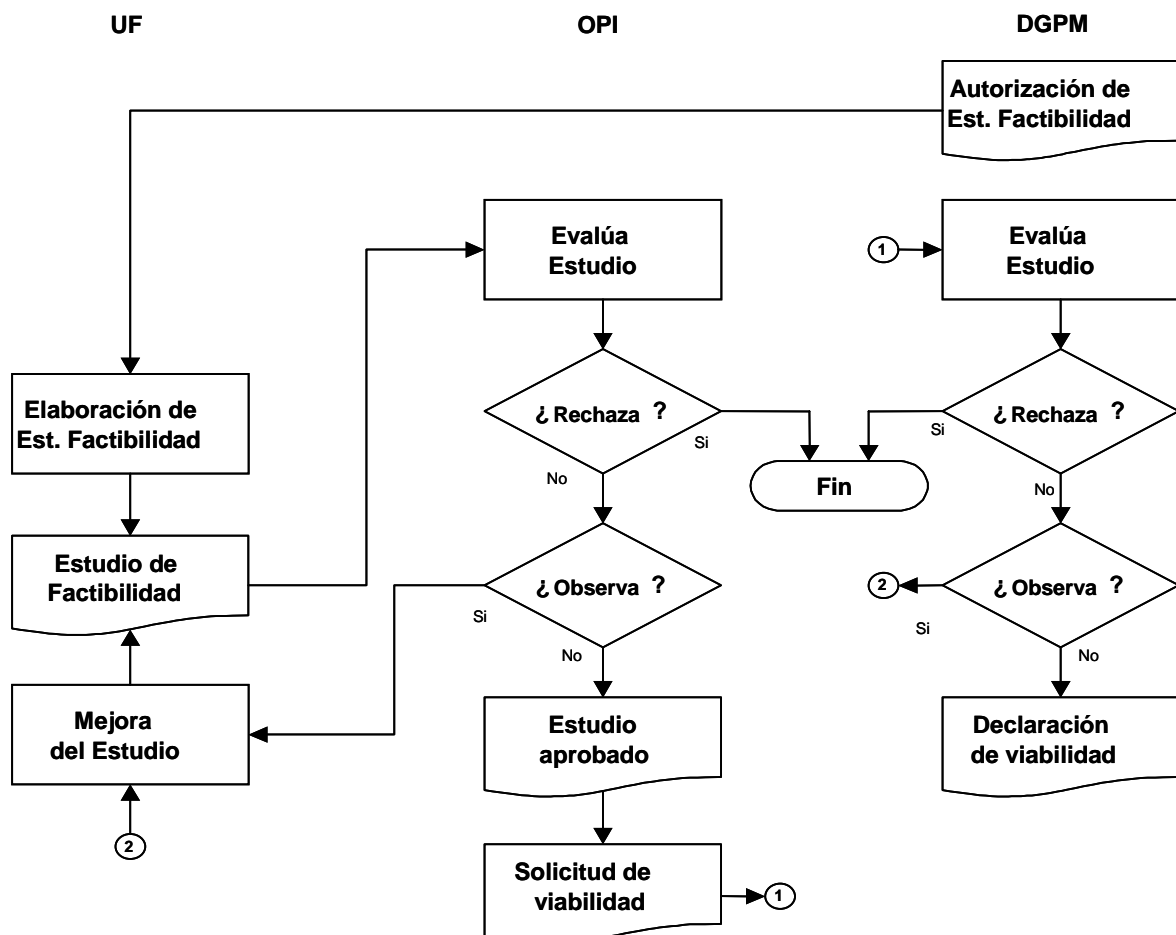 UF
OPI
DGPM
Autorización de
Est. Factibilidad
Evalúa
Estudio
1
Evalúa
Estudio
Elaboración de
Est. Factibilidad
¿ Rechaza ?
Si
No
¿ Rechaza ?
Si
No
Fin
Estudio de
Factibilidad
¿ Observa ?
Si
No
2
¿ Observa ?
Si
No
Mejora
del Estudio
Estudio
aprobado
Declaración
de viabilidad
2
Solicitud de
viabilidad
1